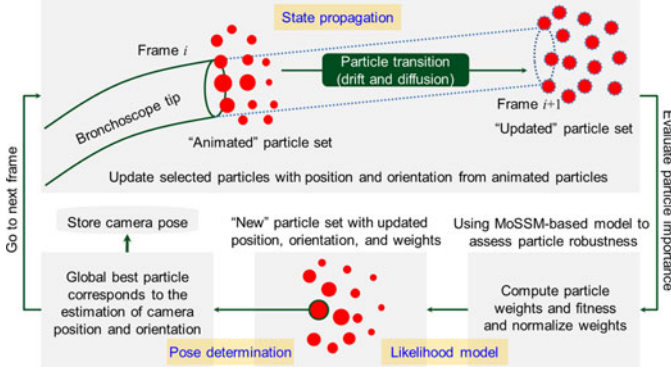 State propagation
Frame i
Particle transition
(drift and diffusion)
Bronchoscope tip
Frame i+1
"Animated" particle set
"Updated" particle set
Update selected particles with position and orientation from animated particles
Go to next frame
Evaluate particle importance
Store camera pose
"New" particle set with updated
position, orientation, and weights
Using MoSSM-based model to
assess particle robustness
Global best particle
corresponds to the
estimation of camera
position and orientation
Compute particle
weights and fitness
and normalize weights
Pose determination
Likelihood model